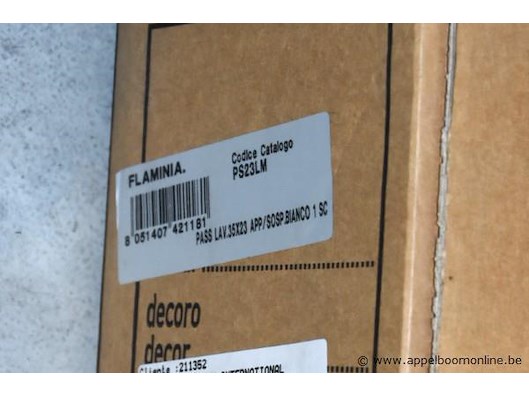 FLAMINIA.
Codice Catalogo
PS23LM
8 051407 421181
PASS LAV.35X23 APP/SOSP.BIANCO 1 SC
decoro
decor
Cliente :211352
INTERNATIONAL
© www.appelboomonline.be